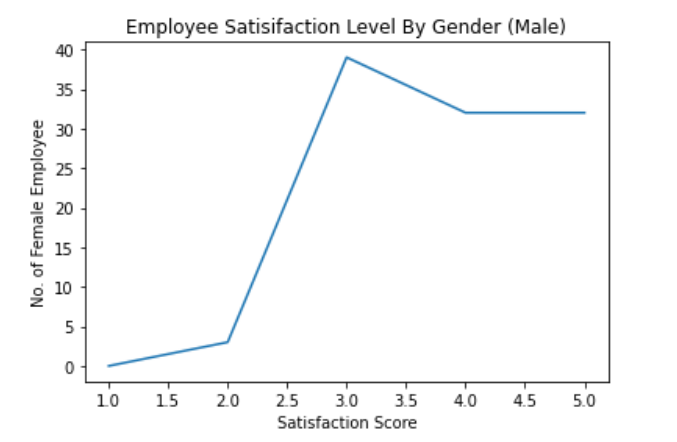 Employee Satisifaction Level By Gender (Male)
40
35
30
25
20
15
10
5
0
No. of Female Employee
1.0 1.5 2.0 2.5 3.0 3.5 4.0 4.5 5.0
Satisfaction Score